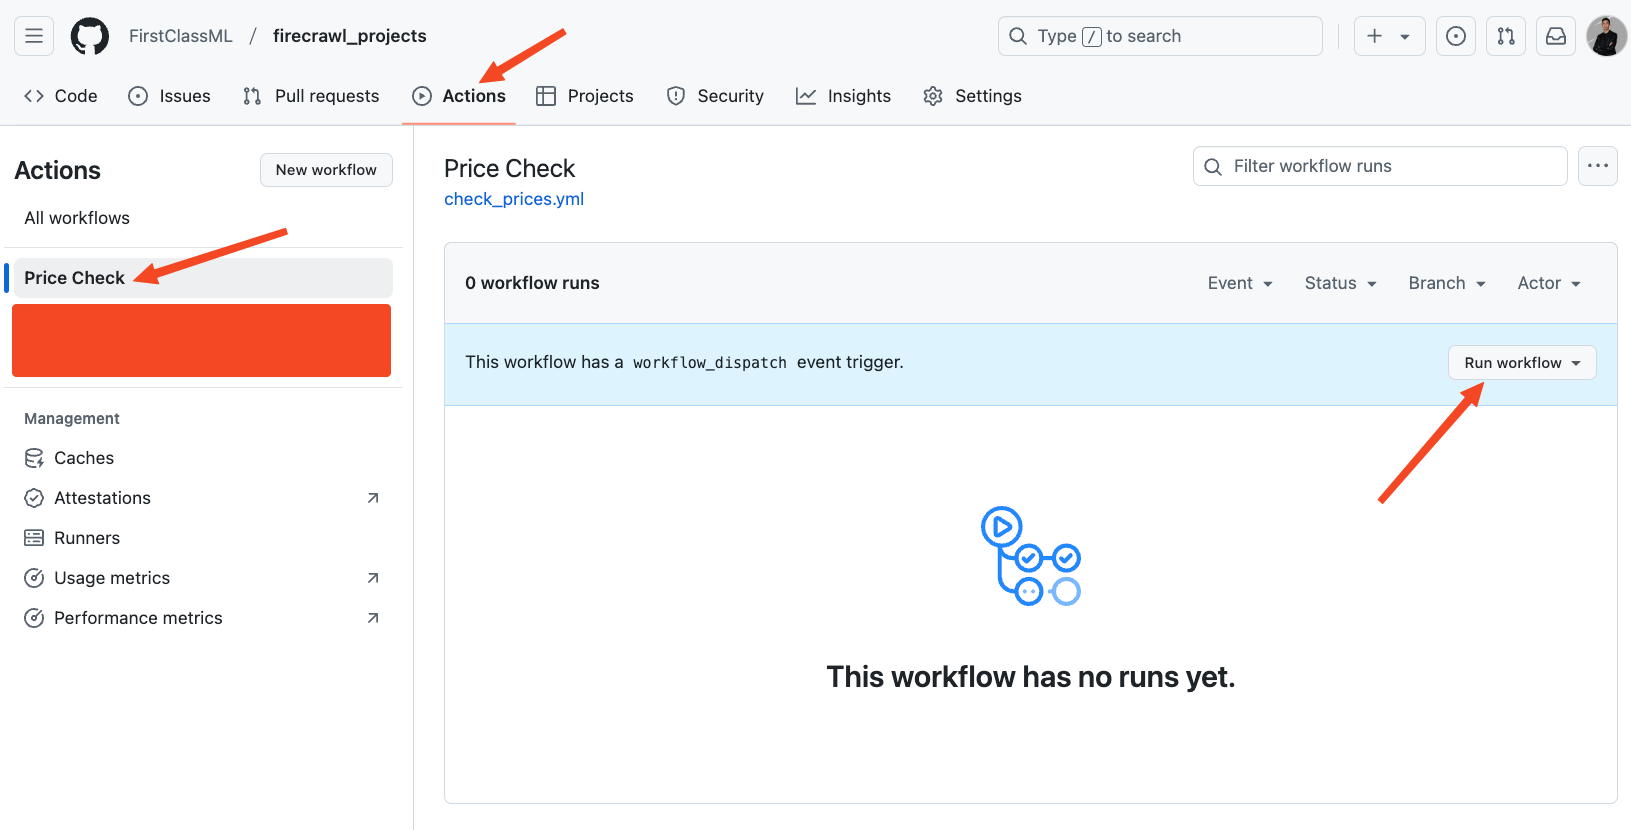 FirstClassML / firecrawl_projects
Type / to search
Code Issues Pull requests Actions Projects Security Insights Settings
Actions
New workflow
All workflows
Price Check
Management
Caches
Attestations
Runners
Usage metrics
Performance metrics
Price Check
check_prices.yml
Filter workflow runs
0 workflow runs
Event Status Branch Actor
This workflow has a workflow_dispatch event trigger.
Run workflow
This workflow has no runs yet.